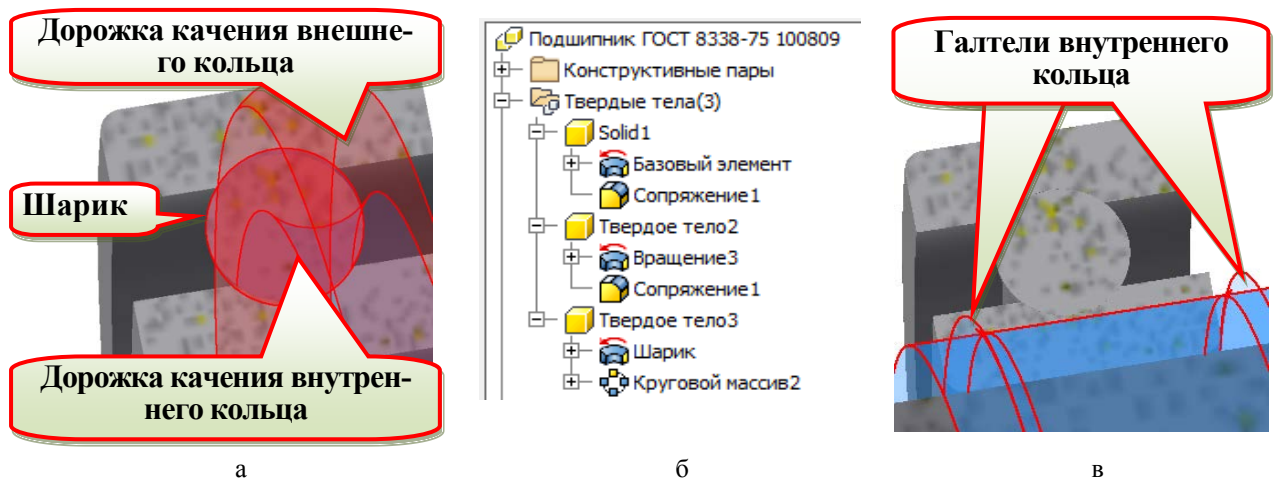 Дорожка качения внешне-
го кольца
Шарик
Дорожка качения внутрен-
него кольца
а
Подшипник ГОСТ 8338-75 100809
Конструктивные пары
Твердые тела(3)
Solid1
Базовый элемент
Сопряжение1
Твердое тело2
Вращение3
Сопряжение1
Твердое тело3
Шарик
Круговой массив2
б
Галтели внутреннего
кольца
в